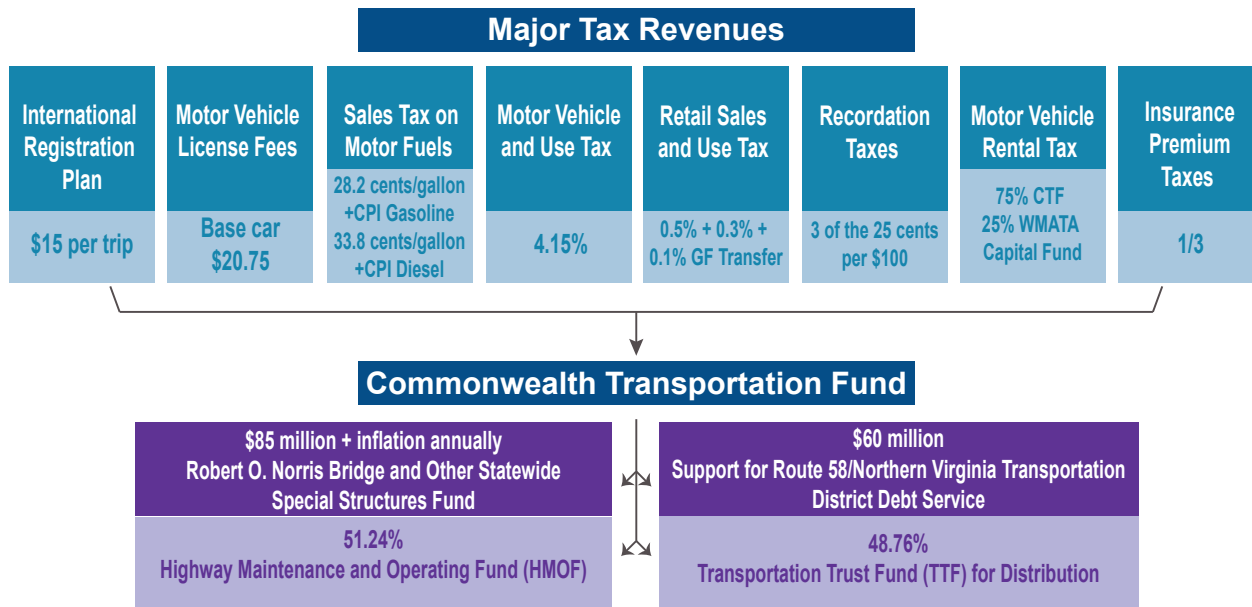 Major Tax Revenues
International
Registration
Plan
$15 per trip
Motor Vehicle
License Fees
Base car
$20.75
Sales Tax on
Motor Fuels
28.2 cents/gallon
+CPI Gasoline
33.8 cents/gallon
+CPI Diesel
Motor Vehicle
and Use Tax
4.15%
Retail Sales
and Use Tax
0.5% + 0.3% +
0.1% GF Transfer
Recordation
Taxes
3 of the 25 cents
per $100
Motor Vehicle
Rental Tax
75% CTF
25% WMATA
Capital Fund
Insurance
Premium
Taxes
1/3
Commonwealth Transportation Fund
$85 million + inflation annually
Robert O. Norris Bridge and Other Statewide
Special Structures Fund
51.24%
Highway Maintenance and Operating Fund (HMOF)
$60 million
Support for Route 58/Northern Virginia Transportation
District Debt Service
48.76%
Transportation Trust Fund (TTF) for Distribution